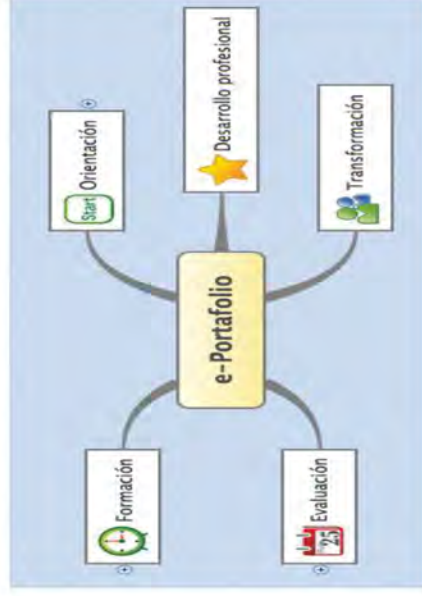 e-Portafolio
Start Orientación
Desarrollo profesional
Transformación
25 Evaluación
Formación